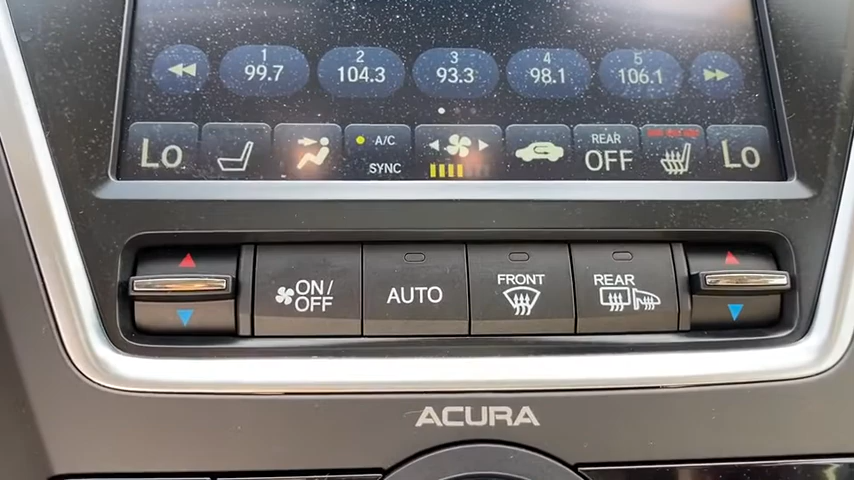 1 2 3 4 5
99.7 104.3 93.3 98.1 106.1
Lo A/C SYNC REAR OFF Lo
ON/OFF AUTO FRONT REAR
ACURA